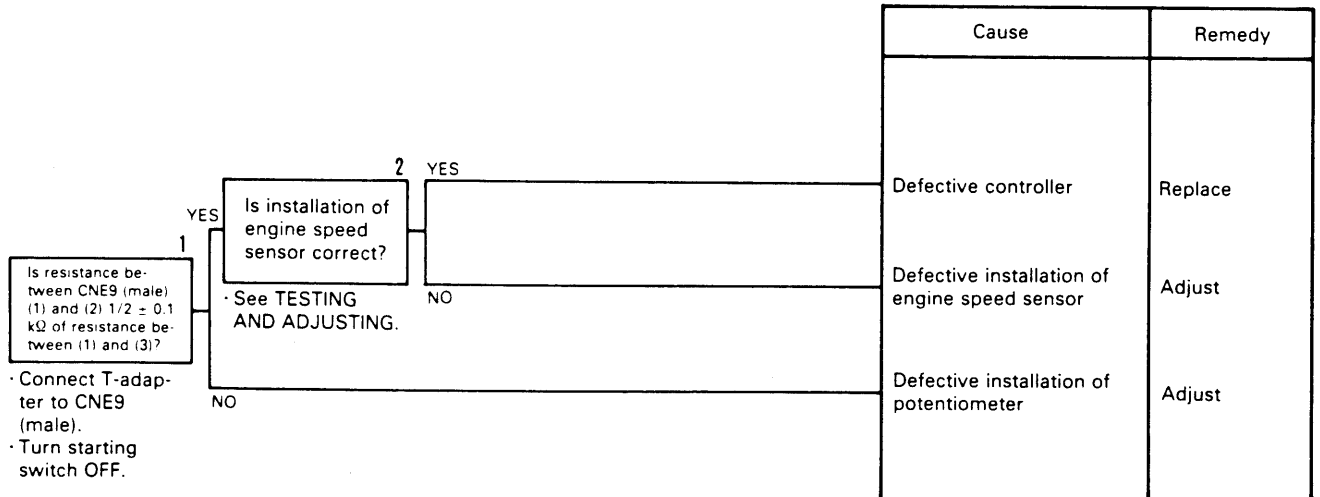 Cause
Remedy
2
YES
Is installation of
engine speed
sensor correct?
Defective controller
Replace
YES
1
Is resistance be-
tween CNE9 (male)
(1) and (2) 1/2 ± 0.1
kΩ of resistance be-
tween (1) and (3)?
· See TESTING
AND ADJUSTING.
NO
Defective installation of
engine speed sensor
Adjust
· Connect T-adap-
ter to CNE9
(male).
· Turn starting
switch OFF.
NO
Defective installation of
potentiometer
Adjust